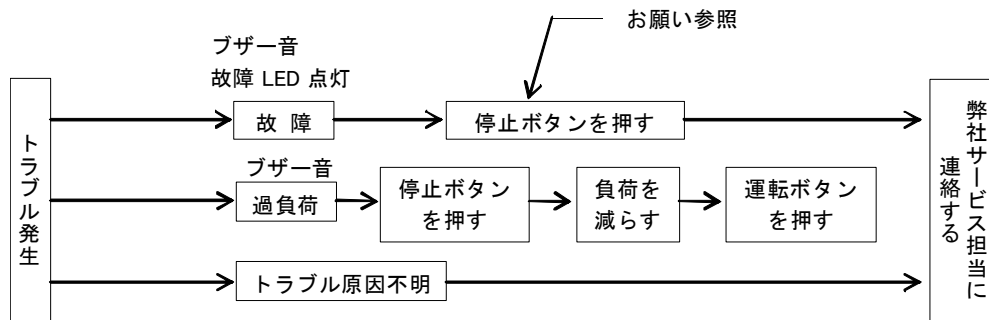 お願い参照
ブザー音
故障 LED 点灯
トラブル発生
故 障
停止ボタンを押す
ブザー音
過負荷
停止ボタン
を押す
負荷を
減らす
運転ボタン
を押す
トラブル原因不明
弊社サービス担当に
連絡する